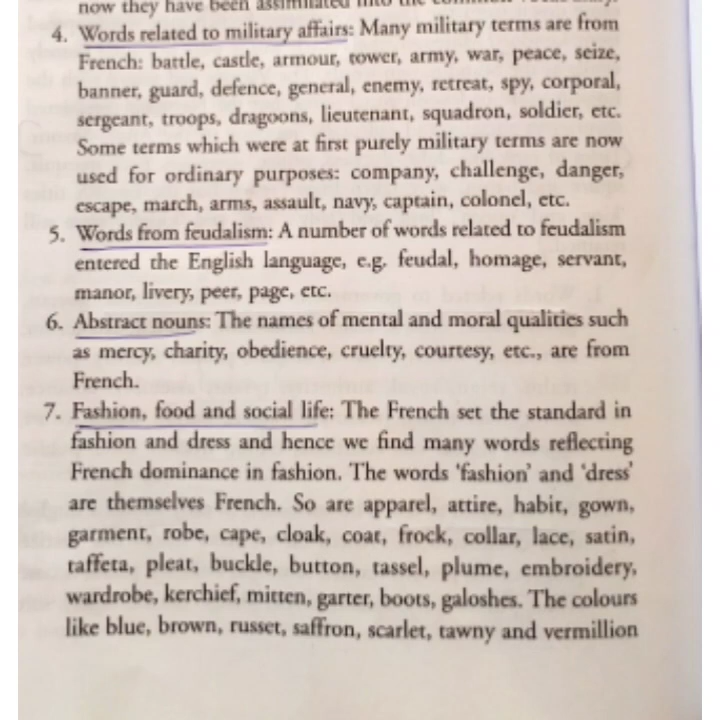 now they have been assimilated into the common
4. Words related to military affairs: Many military terms are from
French: battle, castle, armour, tower, army, war, peace, seize,
banner, guard, defence, general, enemy, retreat, spy, corporal,
sergeant, troops, dragoons, lieutenant, squadron, soldier, etc.
Some terms which were at first purely military terms are now
used for ordinary purposes: company, challenge, danger,
escape, march, arms, assault, navy, captain, colonel, etc.
5. Words from feudalism: A number of words related to feudalism
entered the English language, e.g. feudal, homage, servant,
manor, livery, peer, page, etc.
6. Abstract nouns: The names of mental and moral qualities such
as mercy, charity, obedience, cruelty, courtesy, etc., are from
French.
7. Fashion, food and social life: The French set the standard in
fashion and dress and hence we find many words reflecting
French dominance in fashion. The words ‘fashion’ and ‘dress’
are themselves French. So are apparel, attire, habit, gown,
garment, robe, cape, cloak, coat, frock, collar, lace, satin,
taffeta, pleat, buckle, button, tassel, plume, embroidery,
wardrobe, kerchief, mitten, garter, boots, galoshes. The colours
like blue, brown, russet, saffron, scarlet, tawny and vermillion